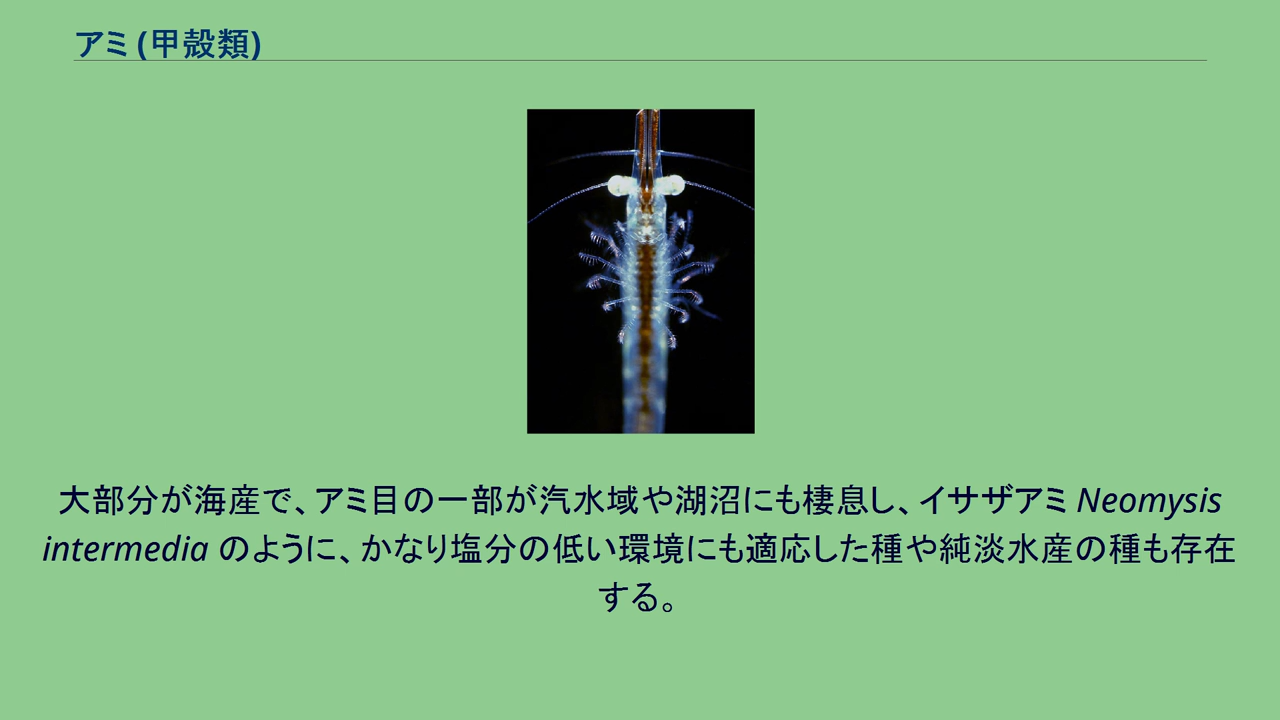 アミ (甲殻類)
大部分が海産で、アミ目の一部が汽水域や湖沼にも棲息し、イサザアミ Neomysis
intermedia のように、かなり塩分の低い環境にも適応した種や純淡水産の種も存在
する。